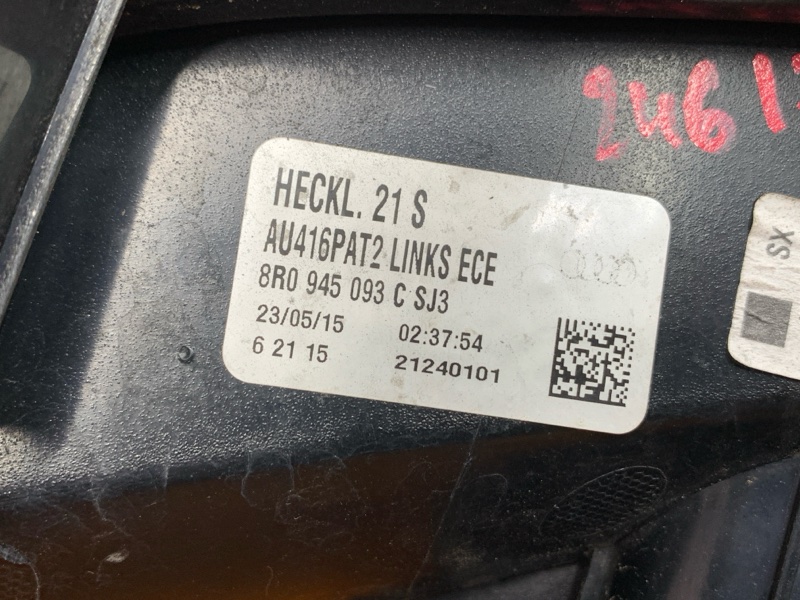 HECKL. 21 S
AU416PAT2 LINKS ECE
8R0 945 093 C SJ3
23/05/15 02:37:54
6 21 15 21240101
SX